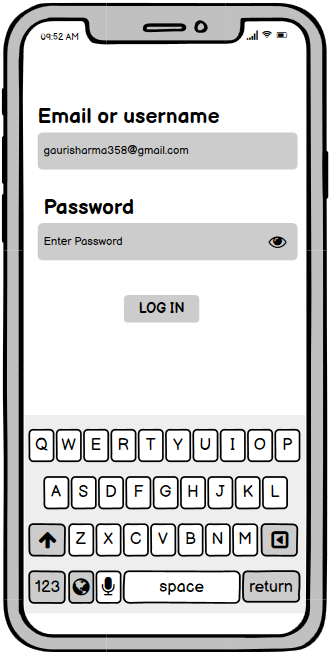 09:52 AM
Email or username
gaurisharma358@gmail.com
Password
Enter Password
LOG IN
Q W E R T Y U I O P
A S D F G H J K L
Z X C V B N M
123 space return